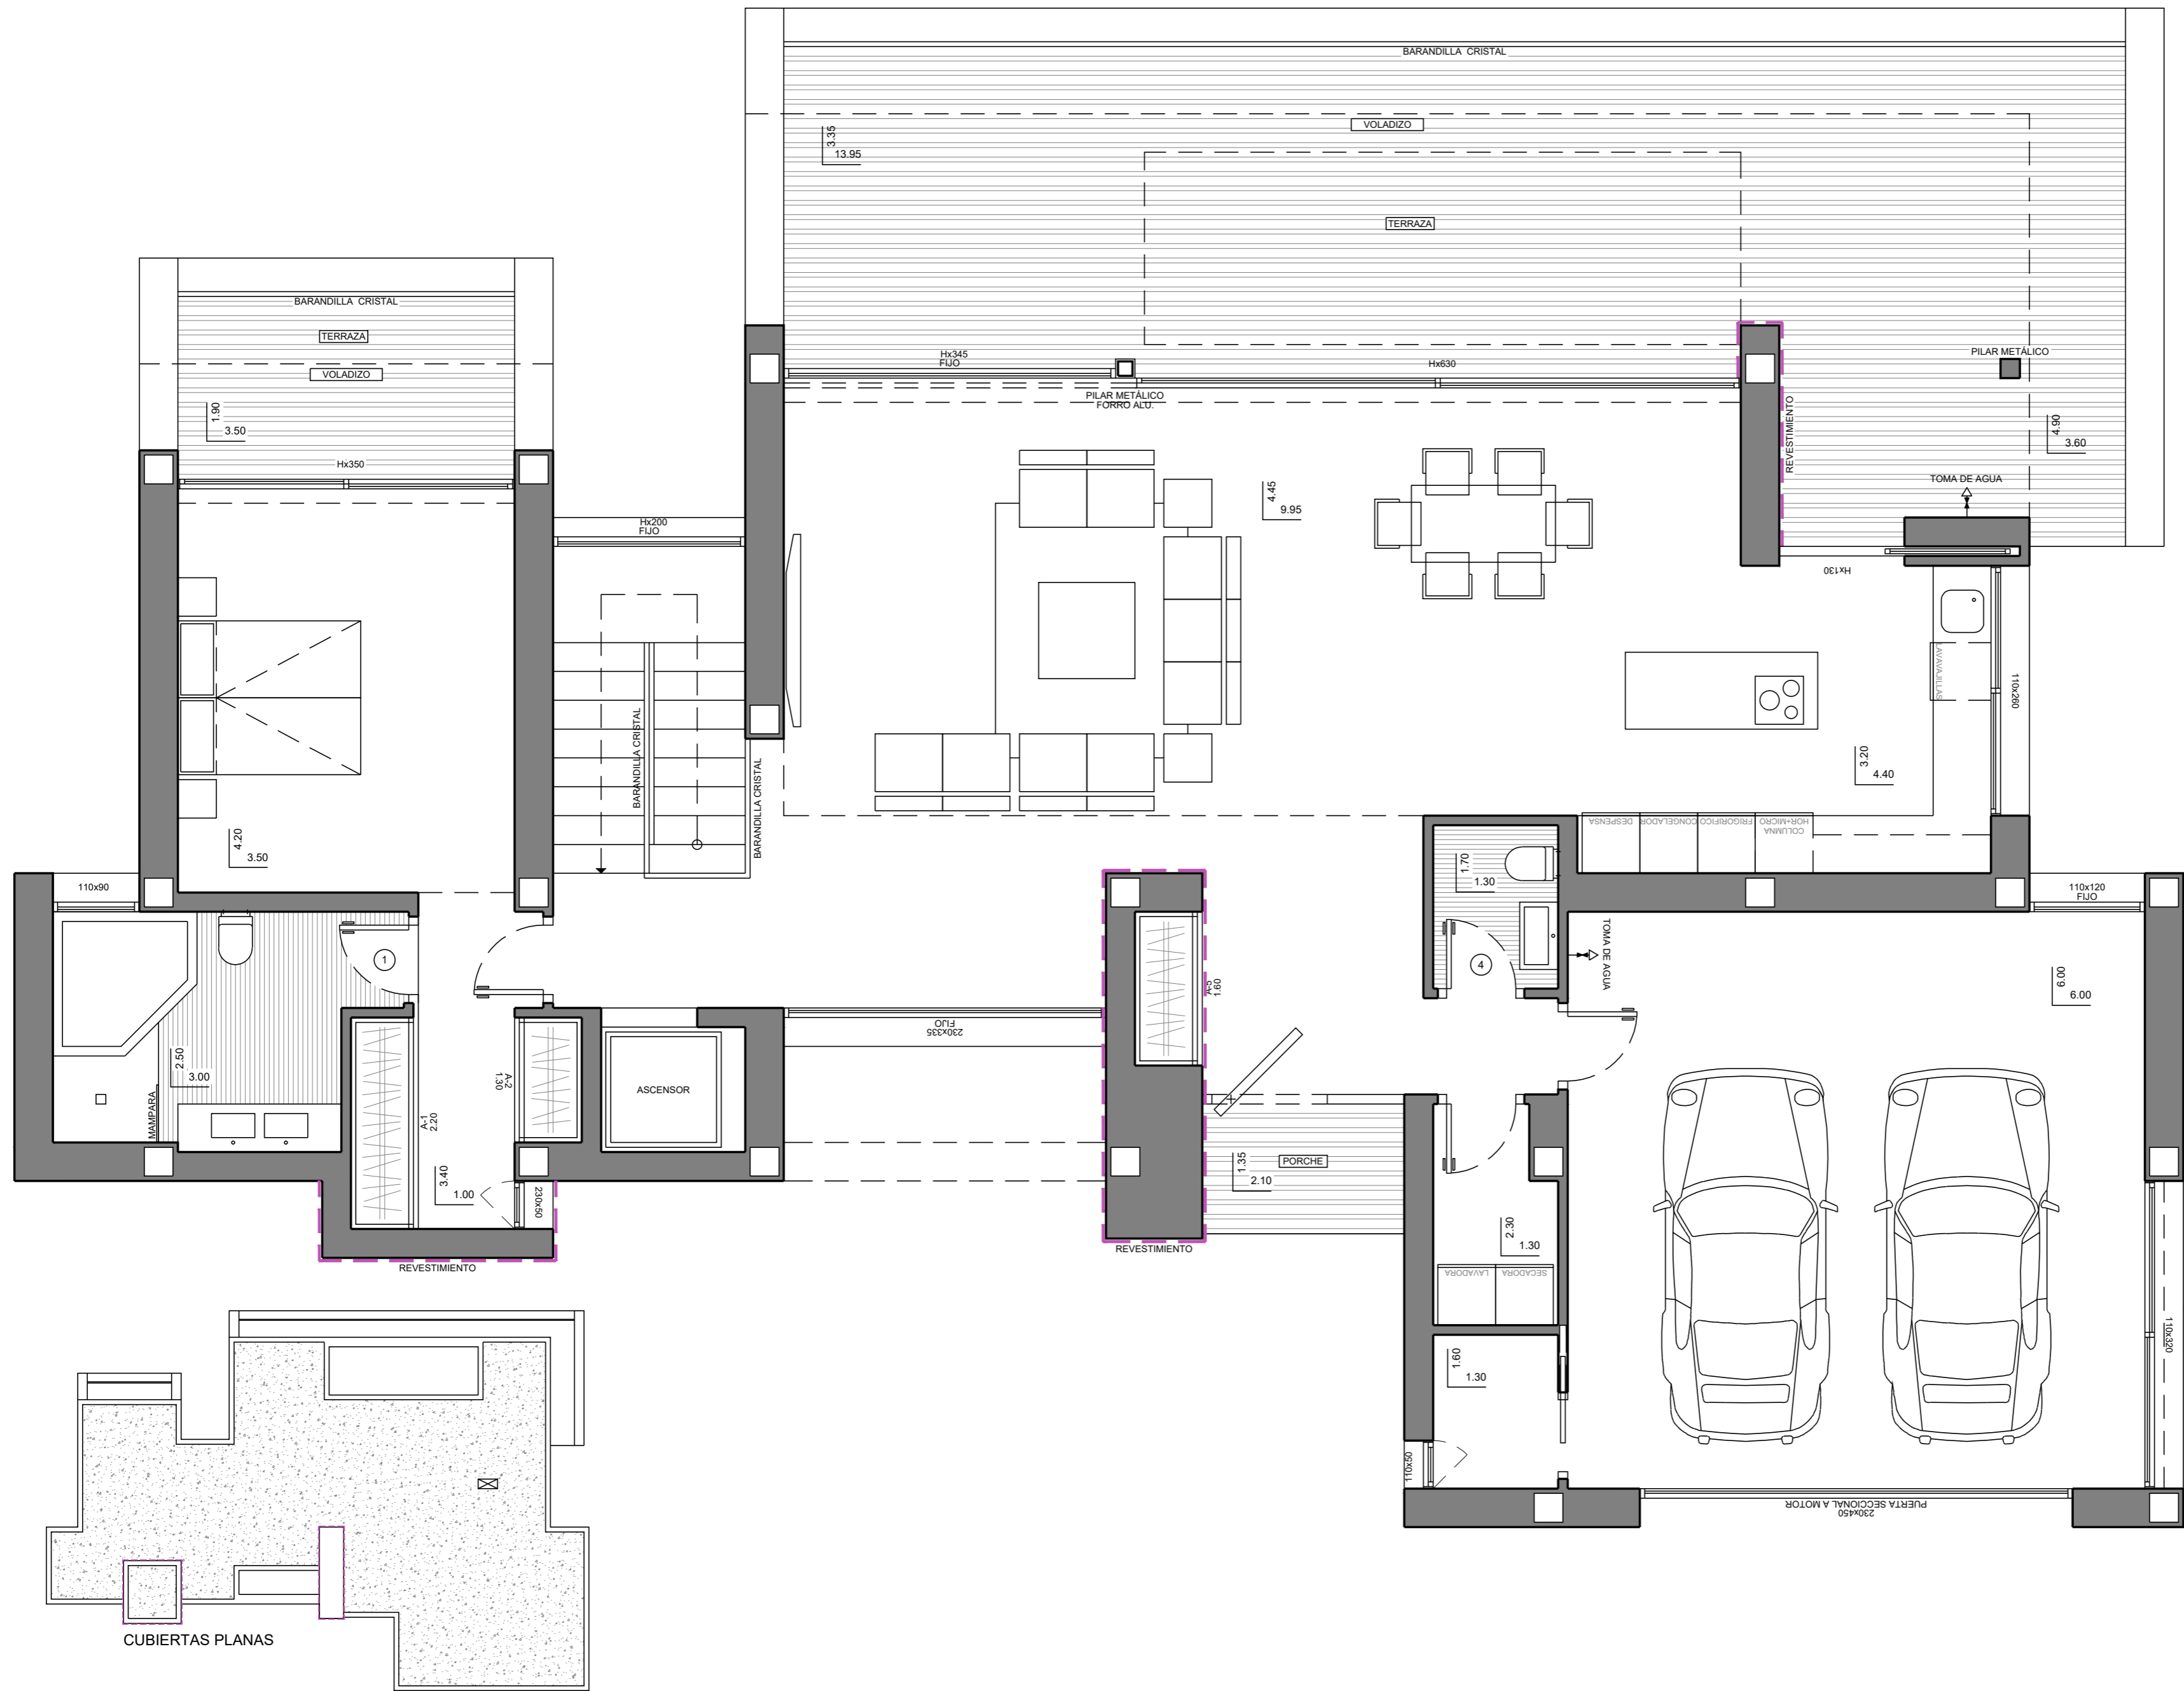 BARANDILLA CRISTAL
VOLADIZO
3.35
13.95
TERRAZA
BARANDILLA CRISTAL
TERRAZA
VOLADIZO
1.90
3.50
Hx350
Hx345
FIJO
Hx630
PILAR METÁLICO
FORRO ALU.
PILAR METÁLICO
REVESTIMIENTO
4.90
3.60
TOMA DE AGUA
Hx130
Hx200
FIJO
4.45
9.95
LAVAVAJILLAS
110x260
BARANDILLA CRISTAL
BARANDILLA CRISTAL
3.20
4.40
4.20
3.50
DESPENSA
CONGELADOR
FRIGORIFICO
COLUMNA
HOR+MICRO
110x90
1.70
1.30
110x120
FIJO
1
4
TOMA DE AGUA
6.00
6.00
A-5
1.60
230x335
FIJO
2.50
3.00
MAMPARA
A-1
2.20
A-2
1.30
ASCENSOR
3.40
1.00
230x50
REVESTIMIENTO
1.35
2.10
PORCHE
REVESTIMIENTO
2.30
1.30
LAVADORA
SECADORA
1.60
1.30
110x50
110x320
230x450
PUERTA SECCIONAL A MOTOR
CUBIERTAS PLANAS